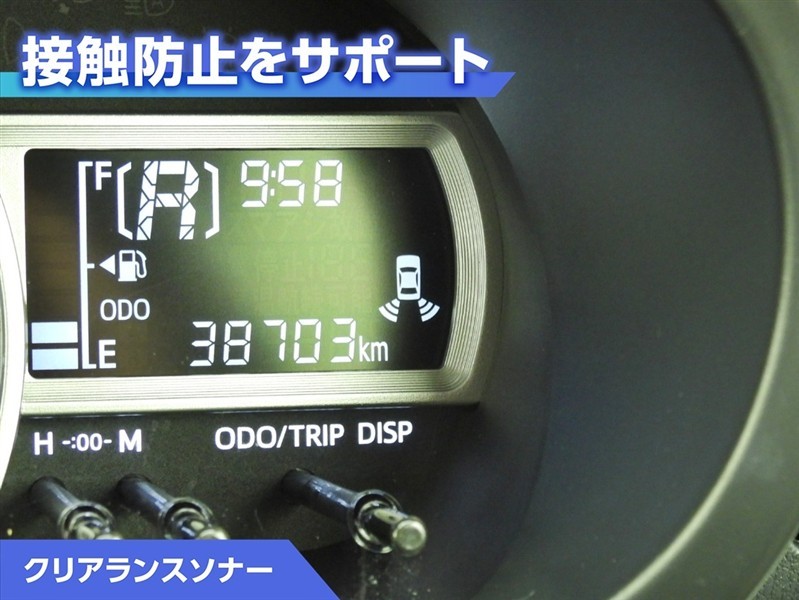 接触防止をサポート
F [R] 9:58
ODO
E 38703km
H -:00- M ODO/TRIP DISP
クリアランスソナー